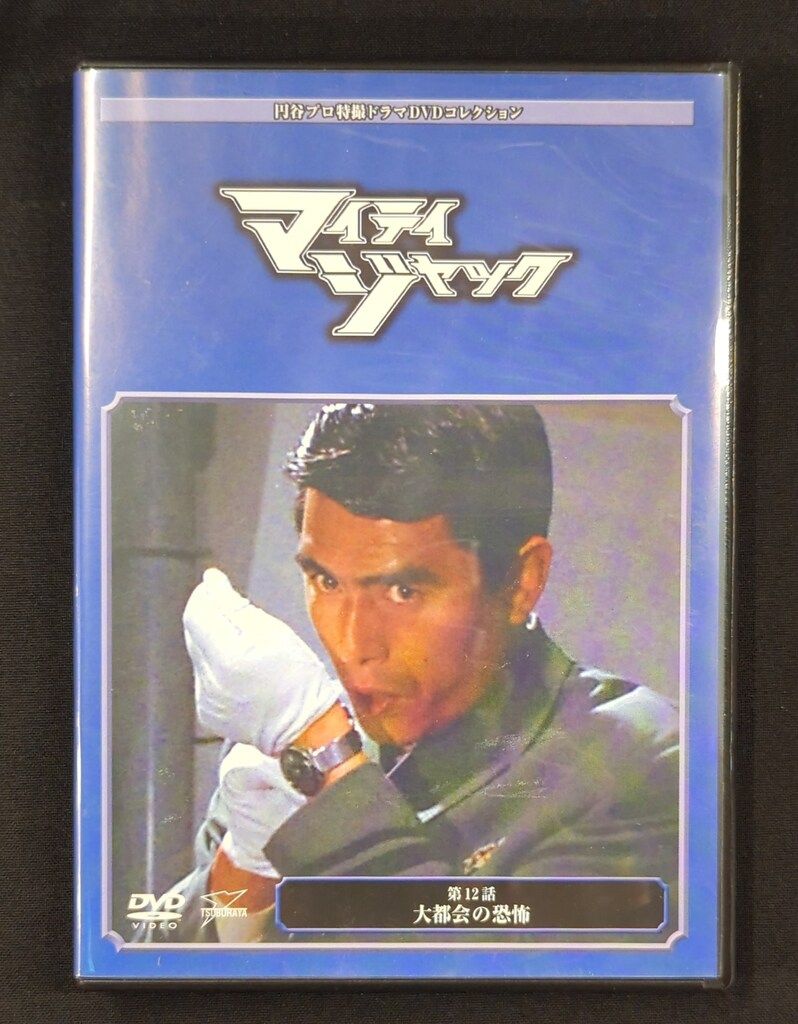 円谷プロ特撮ドラマDVDコレクション
マイティ
ジャック
第12話
大都会の恐怖
DVD
VIDEO
TSUBURAYA